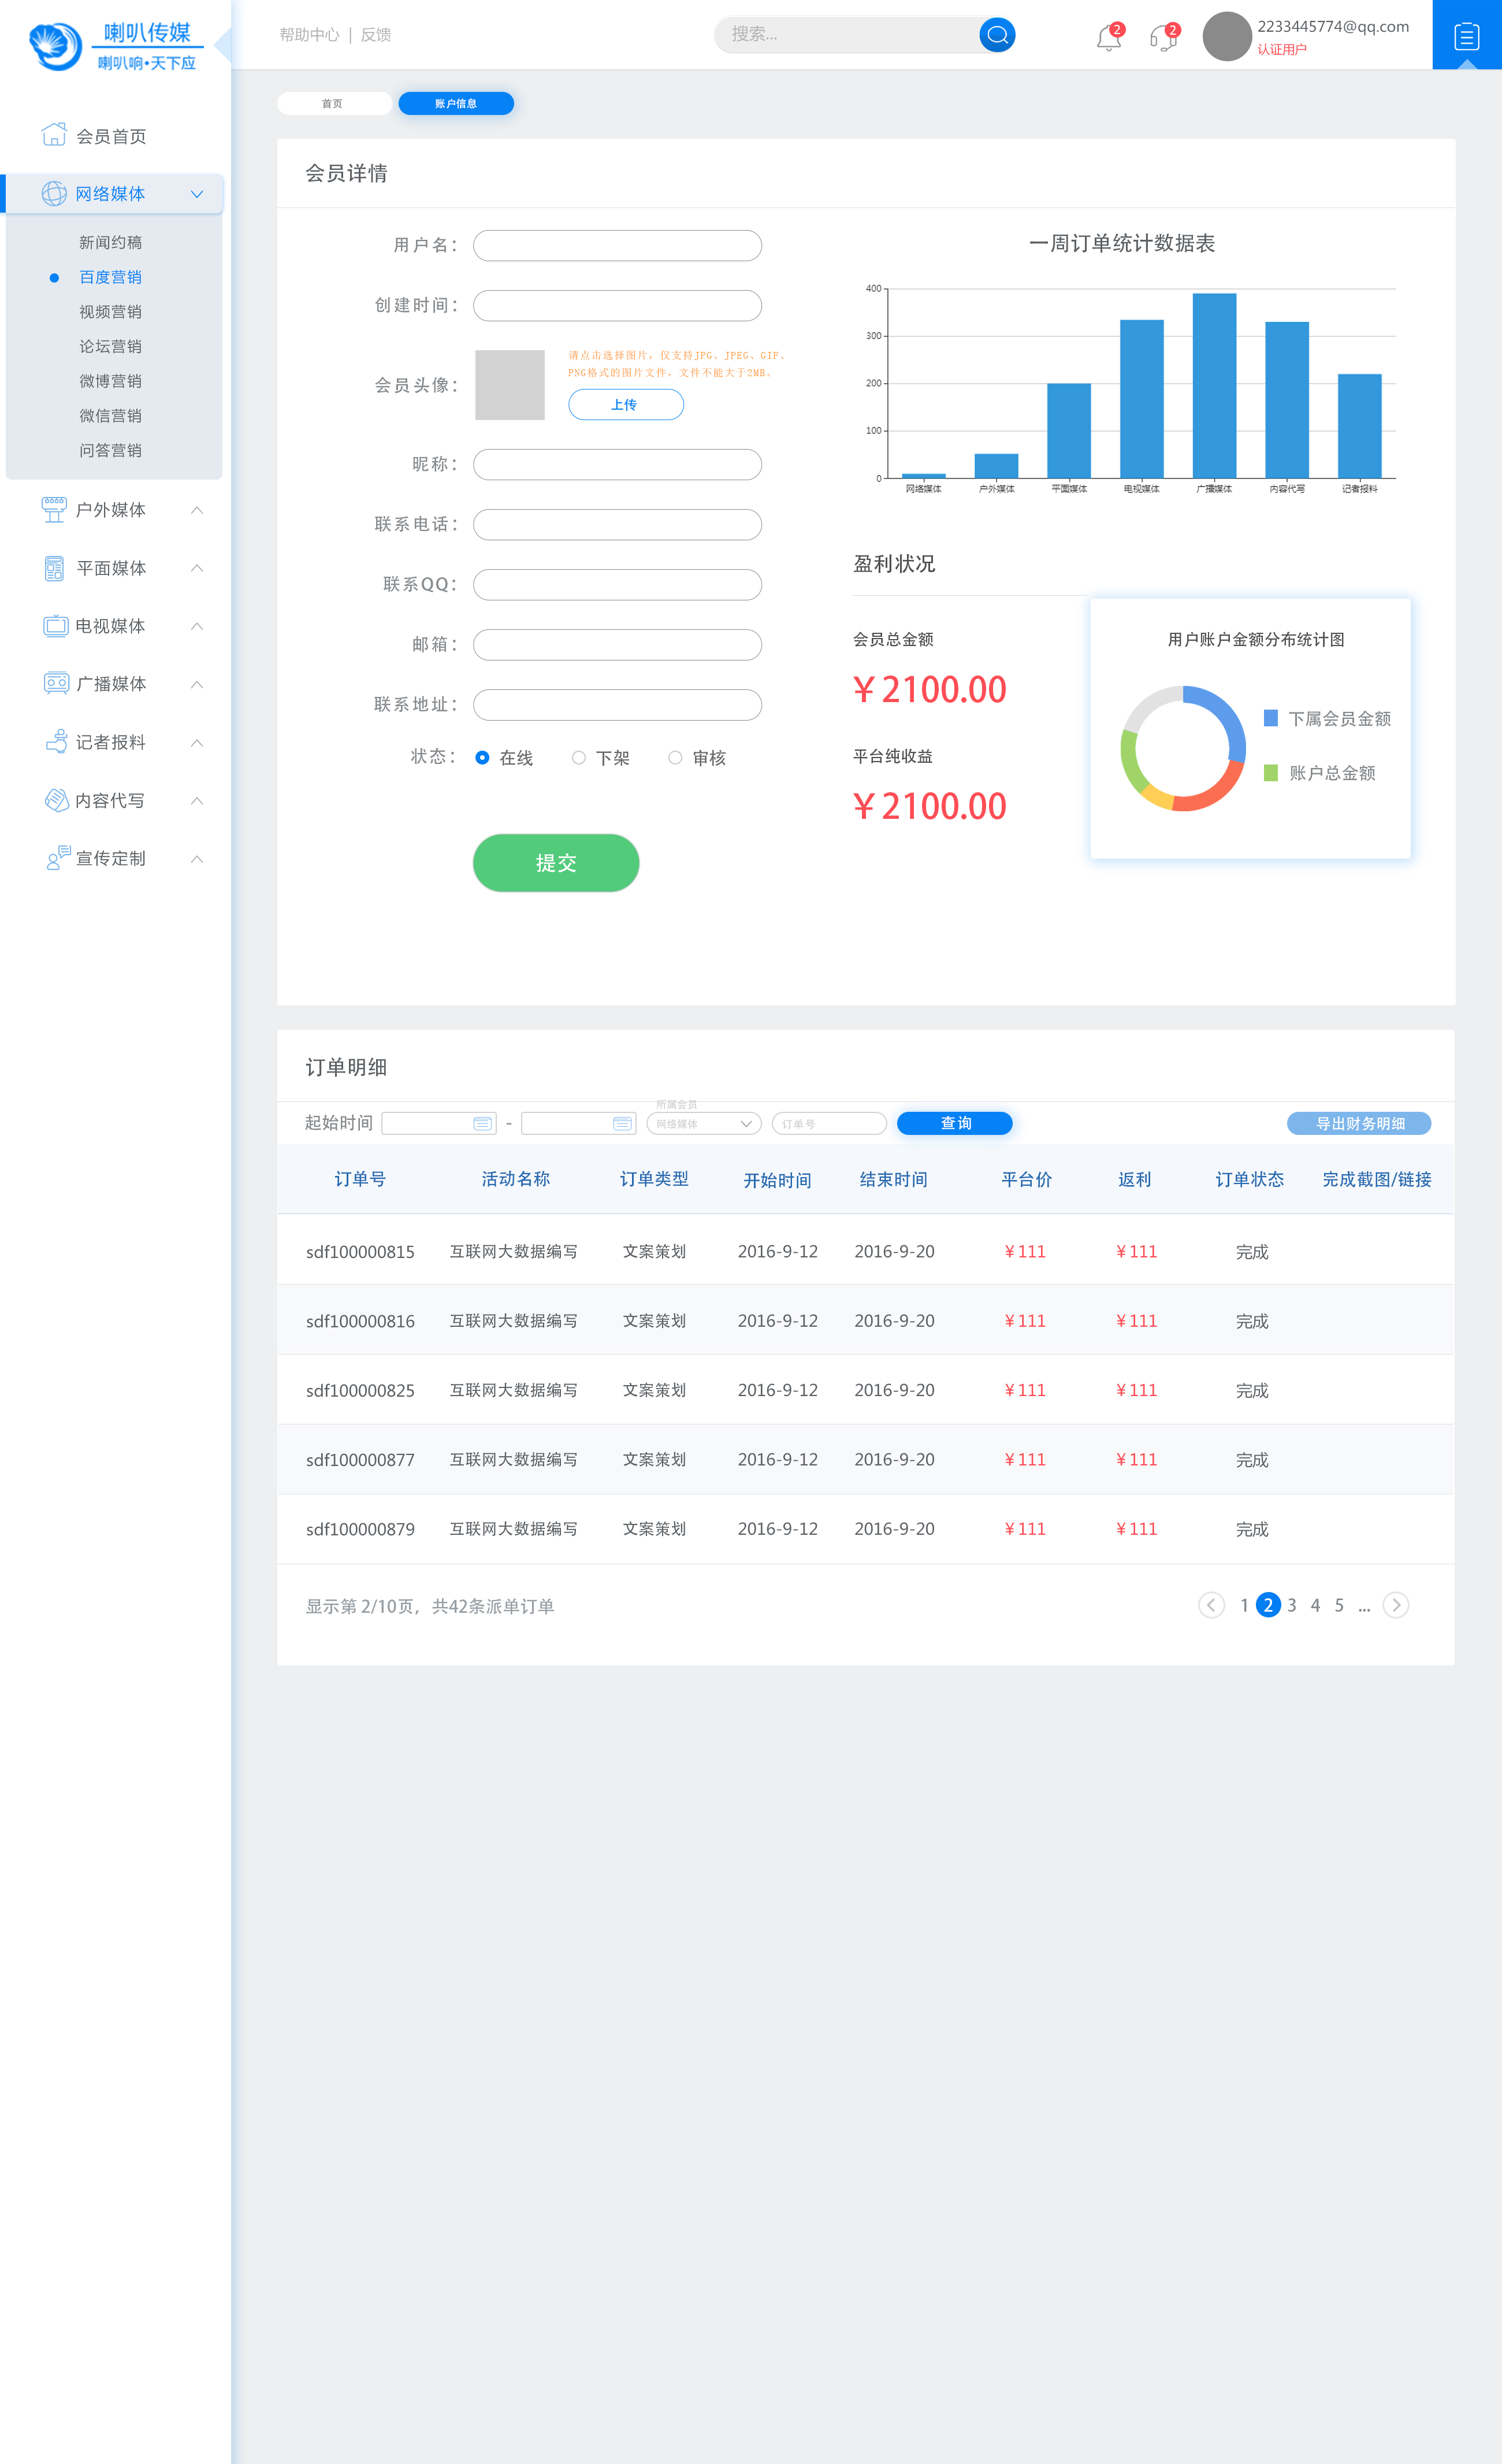 喇叭传媒
喇叭响•天下应
帮助中心 | 反馈
搜索...
2
2
2233445774@qq.com
认证用户
会员首页
网络媒体
新闻约稿
百度营销
视频营销
论坛营销
微博营销
微信营销
问答营销
户外媒体
平面媒体
电视媒体
广播媒体
记者报料
内容代写
宣传定制
首页
账户信息
会员详情
用户名：
创建时间：
会员头像：
请点击选择图片，仅支持JPG、JPEG、GIF、
PNG格式的图片文件，文件不能大于2MB。
上传
昵称：
联系电话：
联系QQ：
邮箱：
联系地址：
状态： 在线 下架 审核
提交
一周订单统计数据表
400
300
200
100
0
网络媒体 户外媒体 平面媒体 电视媒体 广播媒体 内容代写 记者报料
盈利状况
会员总金额
￥2100.00
平台纯收益
￥2100.00
用户账户金额分布统计图
下属会员金额
账户总金额
订单明细
所属会员
起始时间 - 网络媒体 订单号 查询 导出财务明细
订单号 活动名称 订单类型 开始时间 结束时间 平台价 返利 订单状态 完成截图/链接
sdf100000815 互联网大数据编写 文案策划 2016-9-12 2016-9-20 ￥111 ￥111 完成
sdf100000816 互联网大数据编写 文案策划 2016-9-12 2016-9-20 ￥111 ￥111 完成
sdf100000825 互联网大数据编写 文案策划 2016-9-12 2016-9-20 ￥111 ￥111 完成
sdf100000877 互联网大数据编写 文案策划 2016-9-12 2016-9-20 ￥111 ￥111 完成
sdf100000879 互联网大数据编写 文案策划 2016-9-12 2016-9-20 ￥111 ￥111 完成
显示第 2/10页，共42条派单订单
1 2 3 4 5 ...